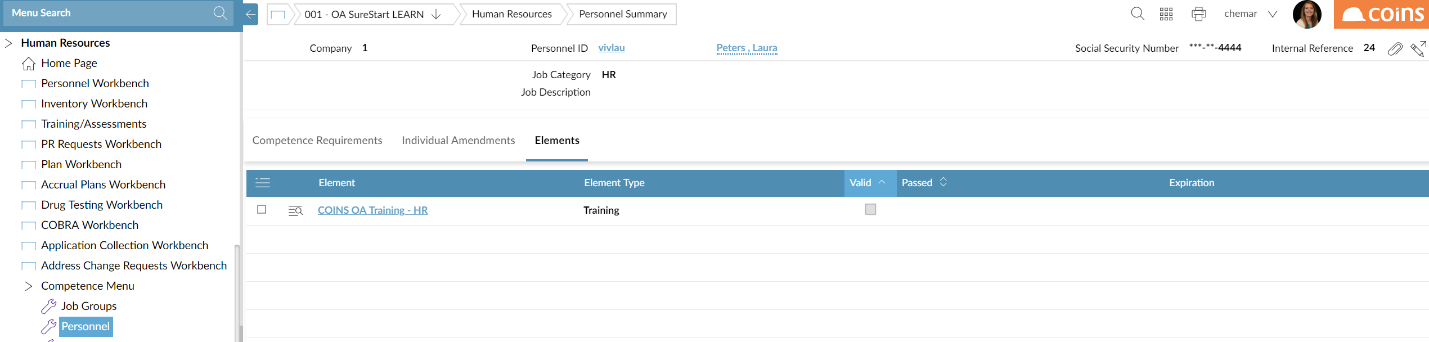 Menu Search
001 - OA SureStart LEARN
Human Resources
Personnel Summary
chemar
coins
Human Resources
Home Page
Personnel Workbench
Inventory Workbench
Training/Assessments
PR Requests Workbench
Plan Workbench
Accrual Plans Workbench
Drug Testing Workbench
COBRA Workbench
Application Collection Workbench
Address Change Requests Workbench
Competence Menu
Job Groups
Personnel
Company 1
Personnel ID vivlau
Peters , Laura
Social Security Number ***-**-4444
Internal Reference 24
Job Category HR
Job Description
Competence Requirements
Individual Amendments
Elements
Element
Element Type
Valid
Passed
Expiration
COINS OA Training - HR
Training